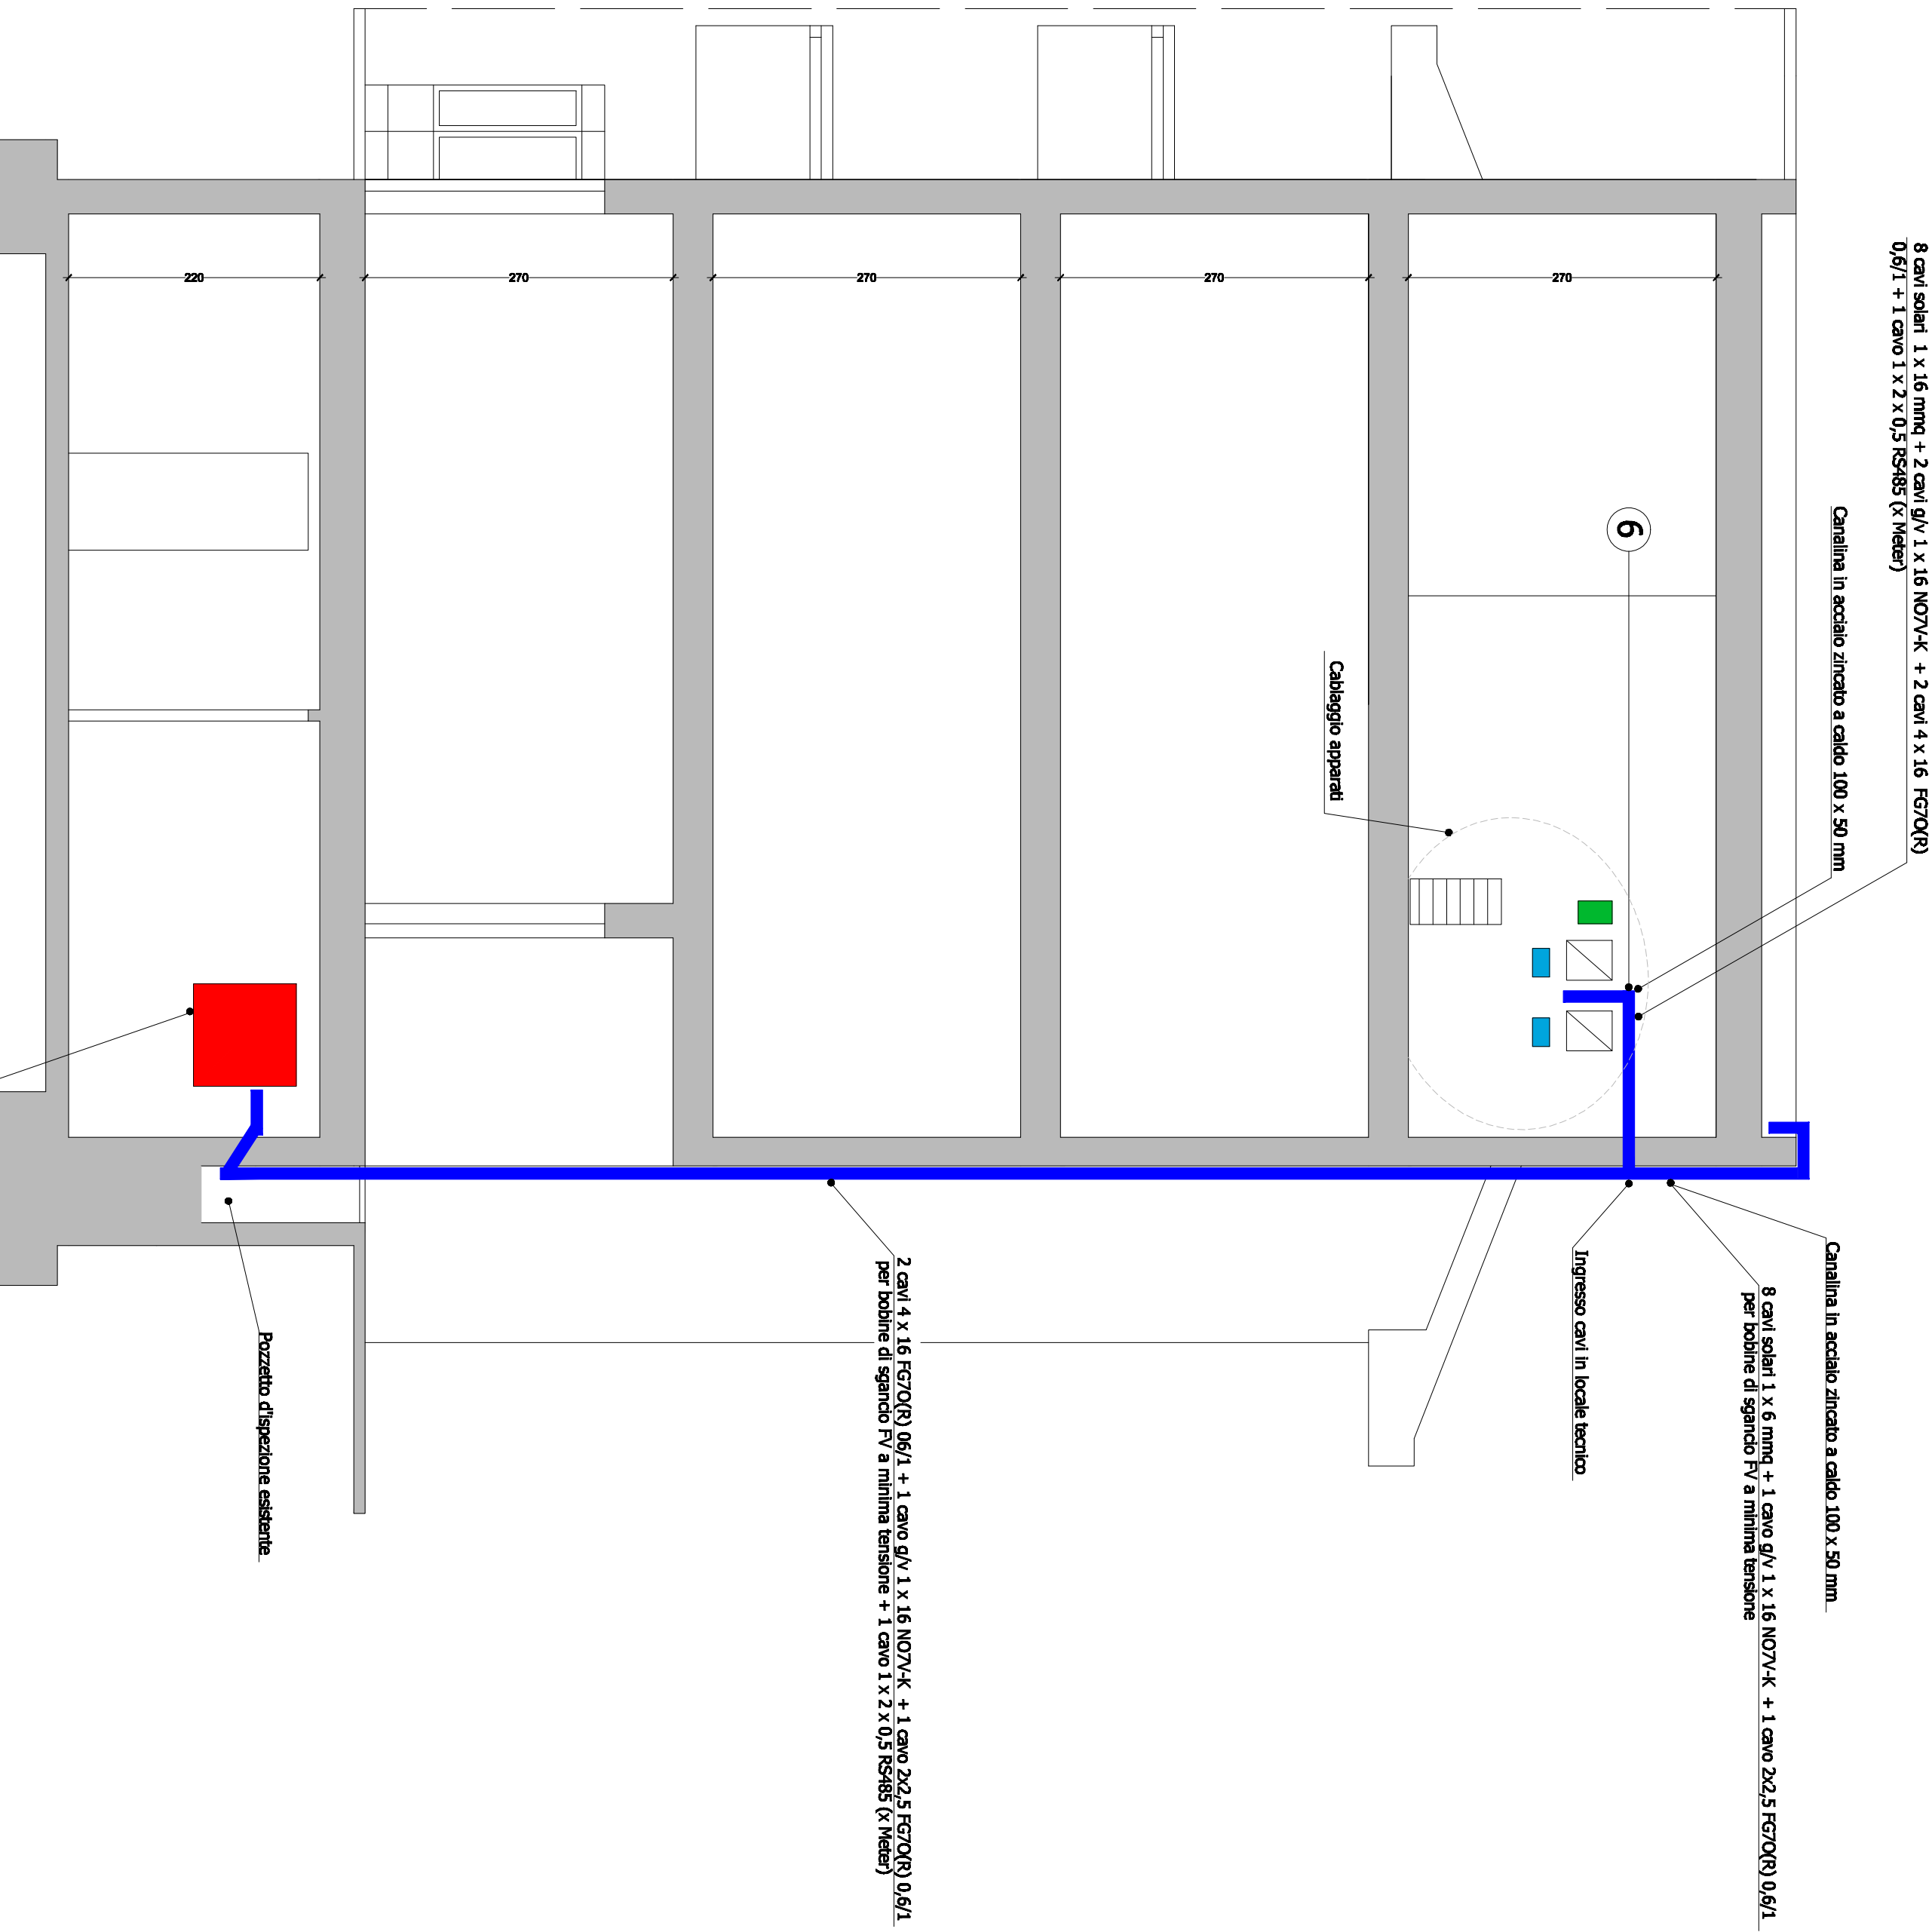 8 cavi solari 1 x 16 mmq + 2 cavi g/v 1 x 16 NO7V-K + 2 cavi 4 x 16 FG7O(R)
0,6/1 + 1 cavo 1 x 2 x 0,5 RS485 (x Meter)
Canalina in acciaio zincato a caldo 100 x 50 mm
6
Cablaggio apparati
270
270
270
270
220
Canalina in acciaio zincato a caldo 100 x 50 mm
8 cavi solari 1 x 6 mmq + 1 cavo g/v 1 x 16 NO7V-K + 1 cavo 2x2,5 FG7O(R) 0,6/1
per bobine di sgancio FV a minima tensione
Ingresso cavi in locale tecnico
2 cavi 4 x 16 FG7O(R) 06/1 + 1 cavo g/v 1 x 16 NO7V-K + 1 cavo 2x2,5 FG7O(R) 0,6/1
per bobine di sgancio FV a minima tensione + 1 cavo 1 x 2 x 0,5 RS485 (x Meter)
Pozzetto d'ispezione esistente